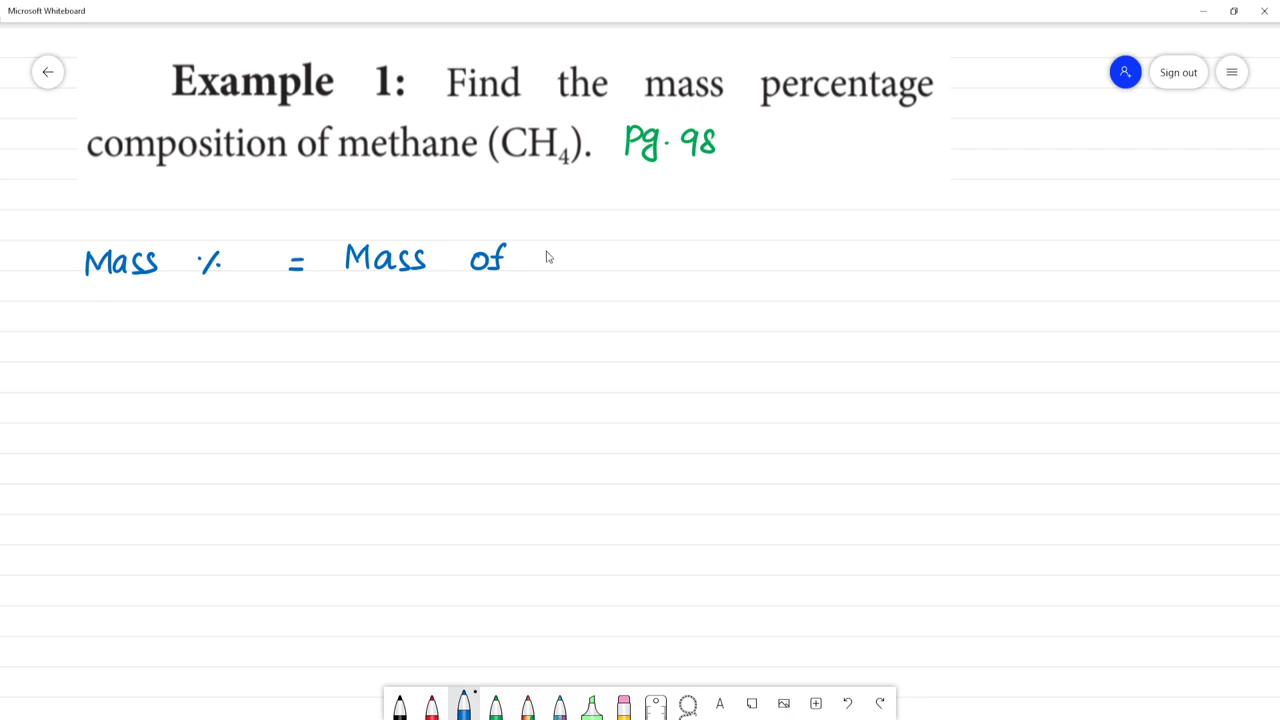 Microsoft Whiteboard
Sign out
Example 1: Find the mass percentage
composition of methane (CH₄). Pg. 98
Mass % = Mass of
A